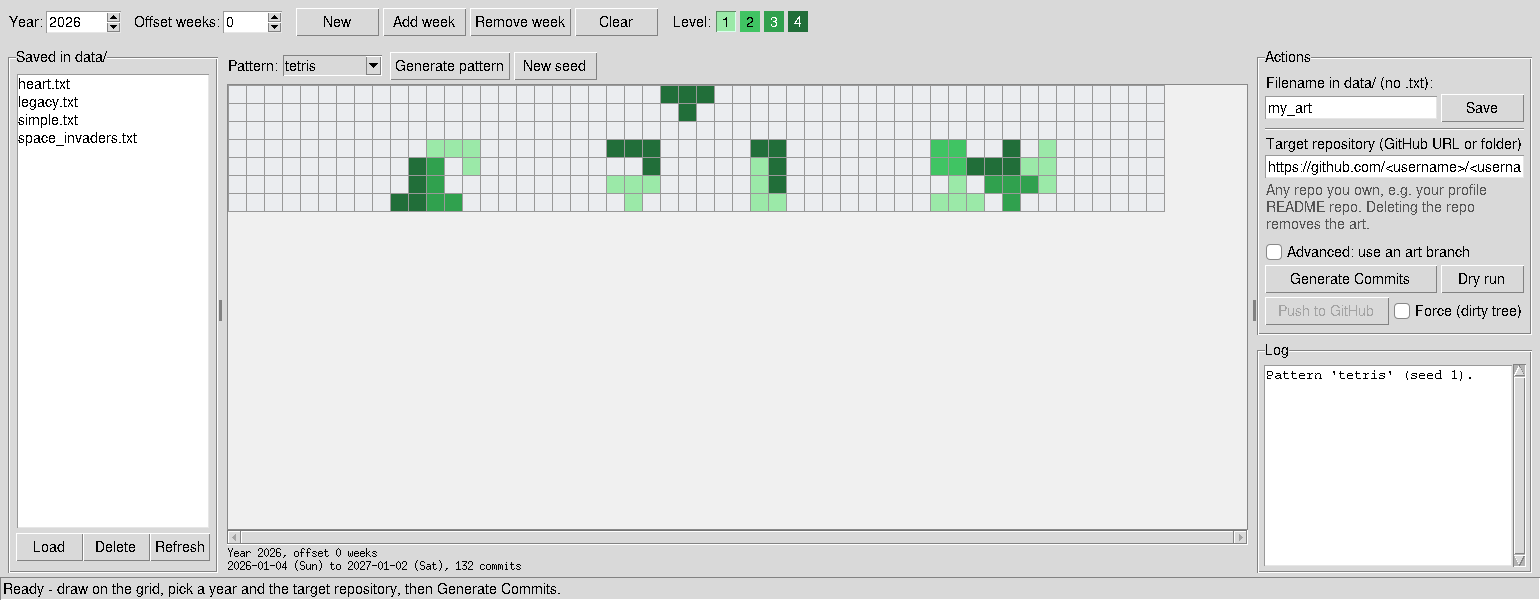 Year: 2026 Offset weeks: 0 New Add week Remove week Clear Level: 1 2 3 4
Saved in data/
heart.txt
legacy.txt
simple.txt
space_invaders.txt
Load Delete Refresh
Pattern: tetris Generate pattern New seed
Year 2026, offset 0 weeks
2026-01-04 (Sun) to 2027-01-02 (Sat), 132 commits
Actions
Filename in data/ (no .txt):
my_art Save
Target repository (GitHub URL or folder)
https://github.com/<username>/<userna
Any repo you own, e.g. your profile
README repo. Deleting the repo
removes the art.
Advanced: use an art branch
Generate Commits Dry run
Push to GitHub Force (dirty tree)
Log
Pattern 'tetris' (seed 1).
Ready - draw on the grid, pick a year and the target repository, then Generate Commits.